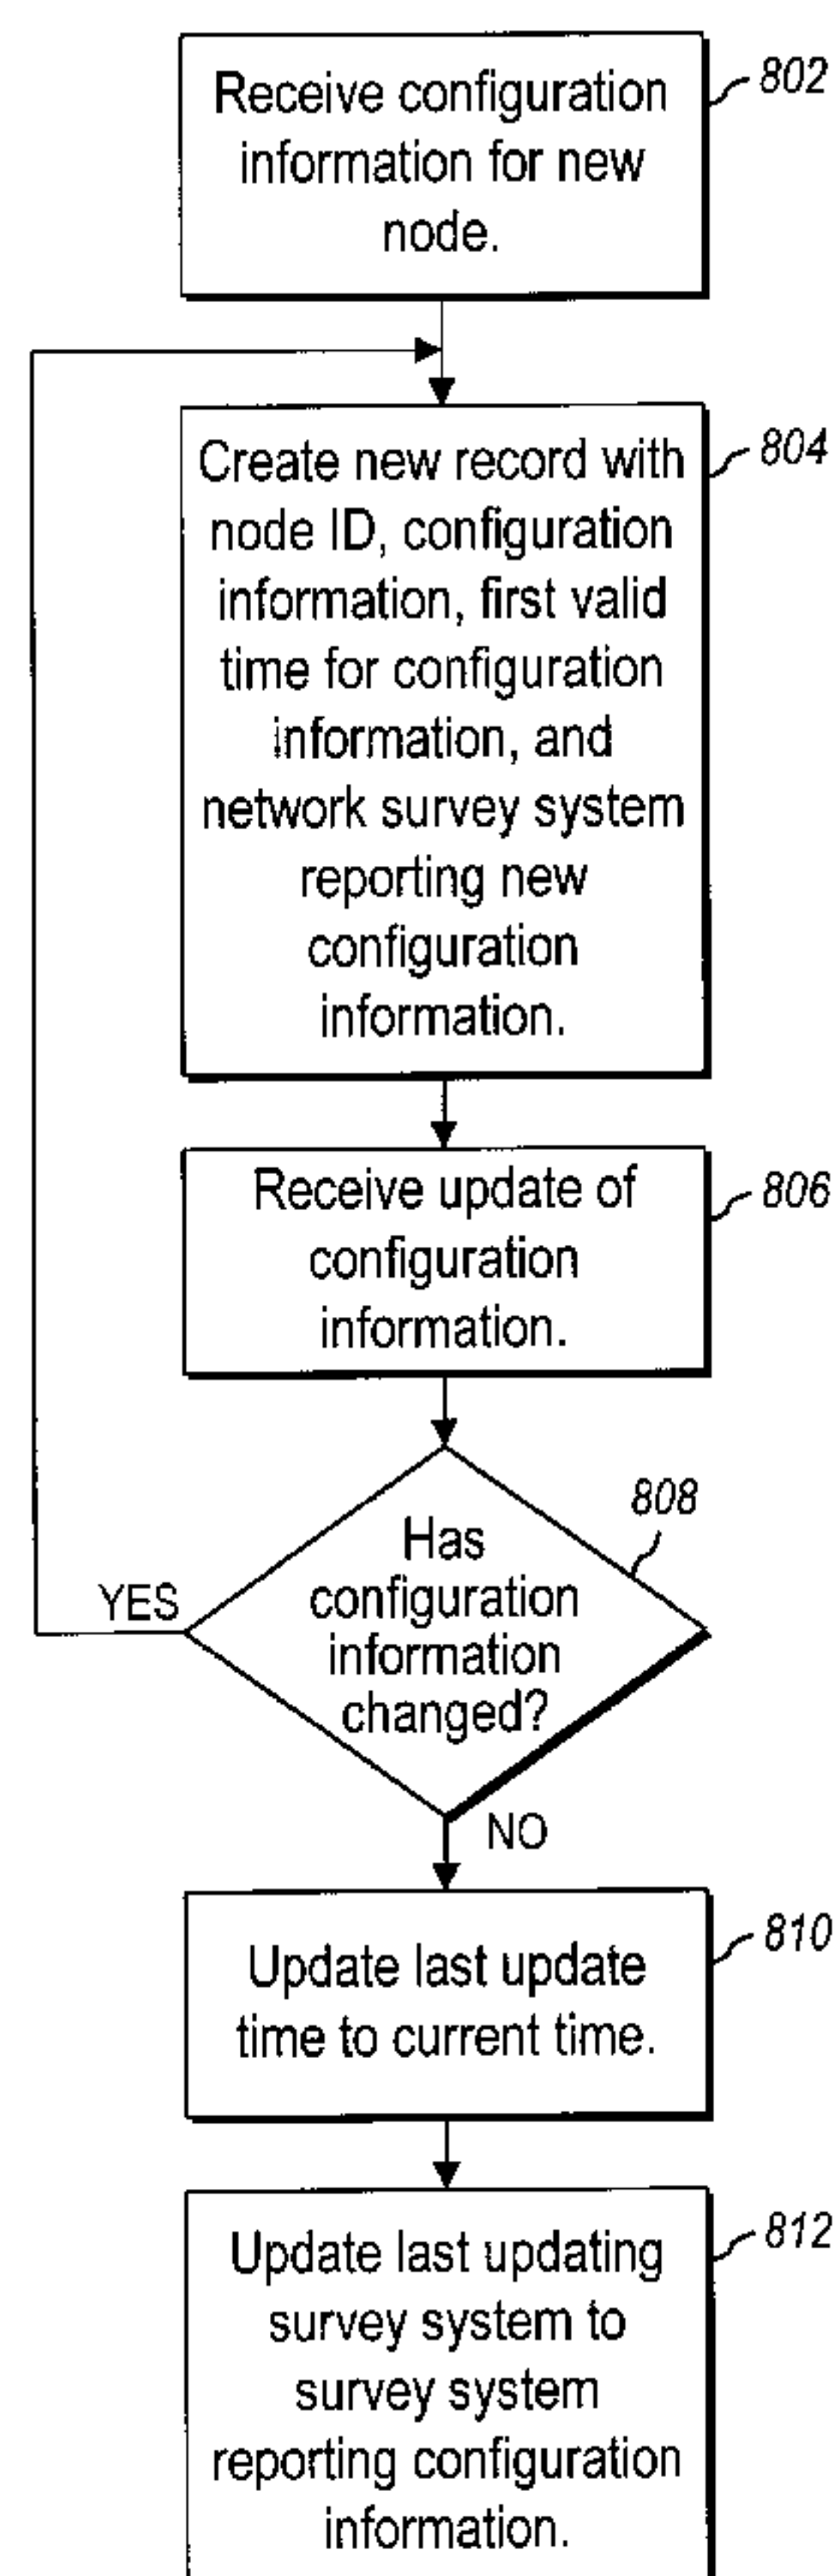 Receive configuration
information for new
node.
802
Create new record with
node ID, configuration
information, first valid
time for configuration
information, and
network survey system
reporting new
configuration
information.
804
Receive update of
configuration
information.
806
Has
configuration
information
changed?
808
YES
NO
Update last update
time to current time.
810
Update last updating
survey system to
survey system
reporting configuration
information.
812